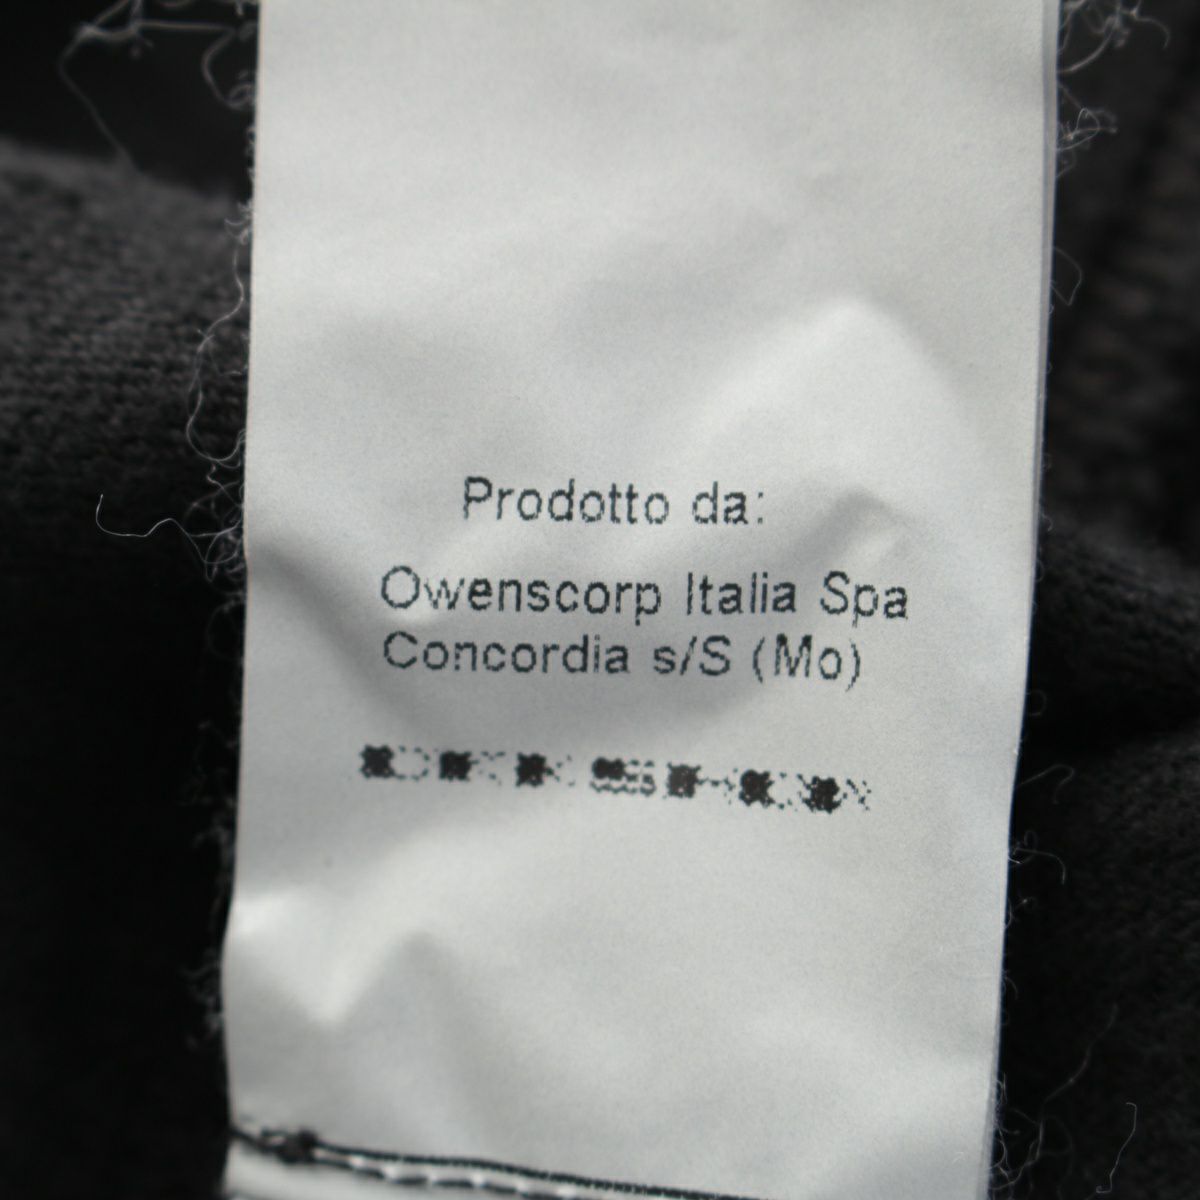 Prodotto da:
Owenscorp Italia Spa
Concordia s/S (Mo)